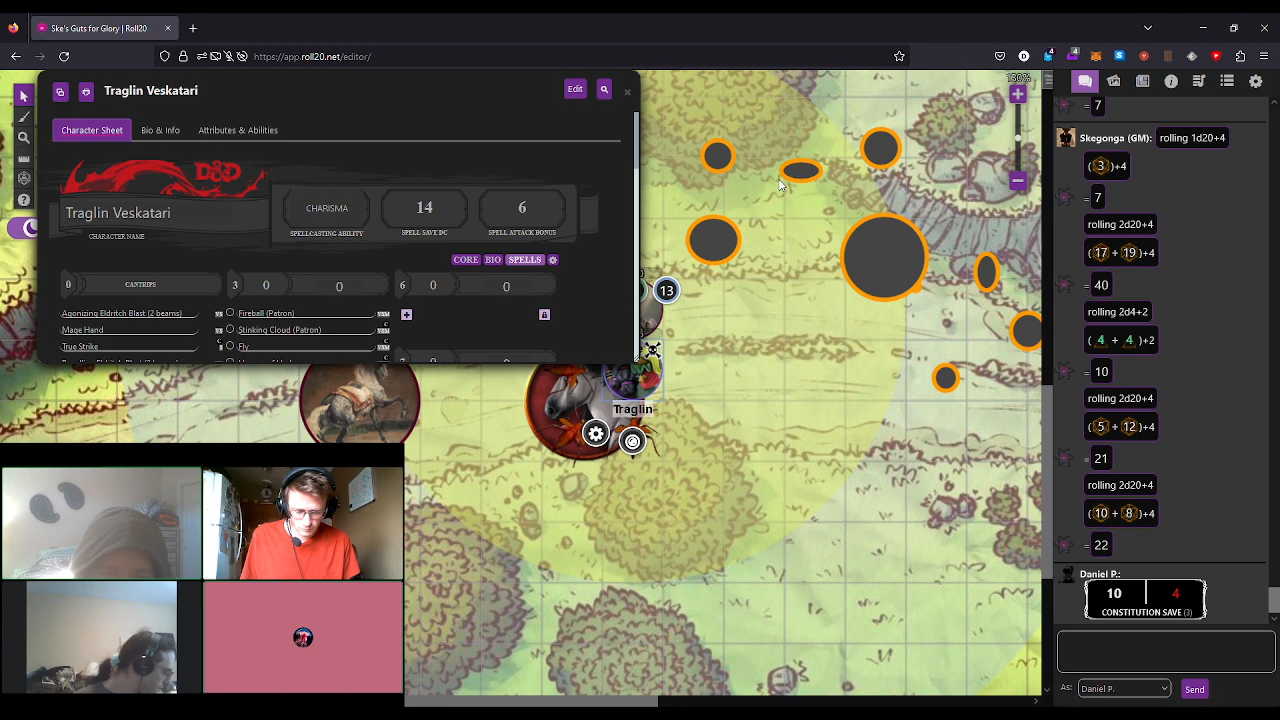 Ske's Guts for Glory | Roll20
https://app.roll20.net/editor/
Traglin Veskatari
Edit
Character Sheet
Bio & Info
Attributes & Abilities
D&D
Traglin Veskatari
CHARACTER NAME
CHARISMA
SPELLCASTING ABILITY
14
SPELL SAVE DC
6
SPELL ATTACK BONUS
CORE
BIO
SPELLS
0
CANTRIPS
3
0
0
6
0
0
Agonizing Eldritch Blast (2 beams)
Mage Hand
True Strike
Fireball (Patron)
Stinking Cloud (Patron)
Fly
13
Traglin
130%
= 7
Skegonga (GM): rolling 1d20+4
(3)+4
7
rolling 2d20+4
(17 + 19)+4
= 40
rolling 2d4+2
(4 + 4)+2
= 10
rolling 2d20+4
(5 + 12)+4
= 21
rolling 2d20+4
(10 + 8)+4
= 22
Daniel P.:
10 4
CONSTITUTION SAVE (3)
As: Daniel P.
Send